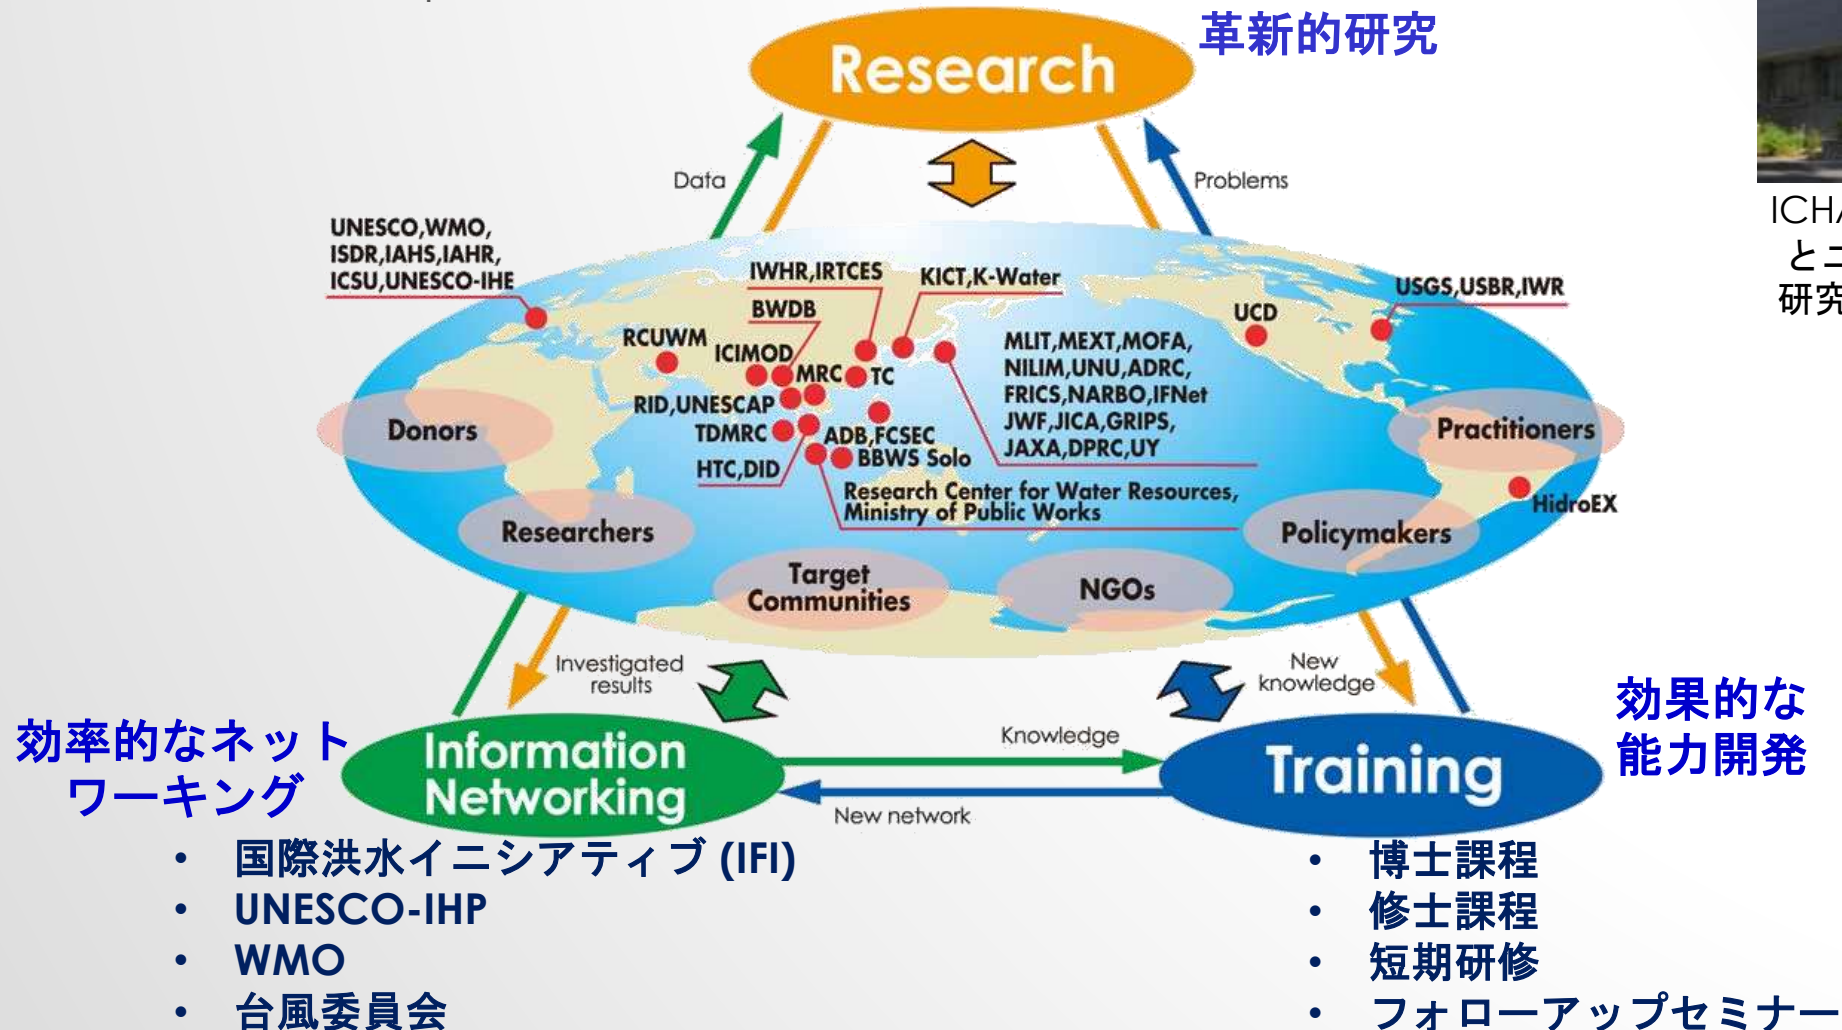 革新的研究
Research
Data
Problems
とニ
研究
UNESCO,WMO,
ISDR,IAHS,IAHR,
ICSU,UNESCO-IHE
IWHR,IRTCES
KICT,K-Water
USGS,USBR,IWR
BWDB
UCD
RCUWM
ICIMOD
MRC
TC
MLIT,MEXT,MOFA,
NILIM,UNU,ADRC,
FRICS,NARBO,IFNet
JWF,JICA,GRIPS,
JAXA,DPRC,UY
RID,UNESCAP
TDMRC
ADB,FCSEC
BBWS Solo
HTC,DID
Research Center for Water Resources,
Ministry of Public Works
HidroEX
Donors
Practitioners
Researchers
Policymakers
Target
Communities
NGOs
Investigated
results
New
knowledge
効率的なネット
ワーキング
Information
Networking
Knowledge
New network
Training
効果的な
能力開発
• 国際洪水イニシアティブ (IFI)
• UNESCO-IHP
• WMO
• 台風委員会
• 博士課程
• 修士課程
• 短期研修
• フォローアップセミナー